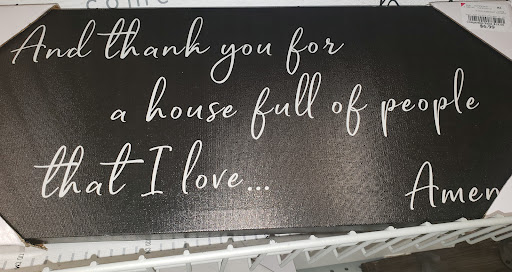 And thank you for
a house full of people
that I love...
Amen